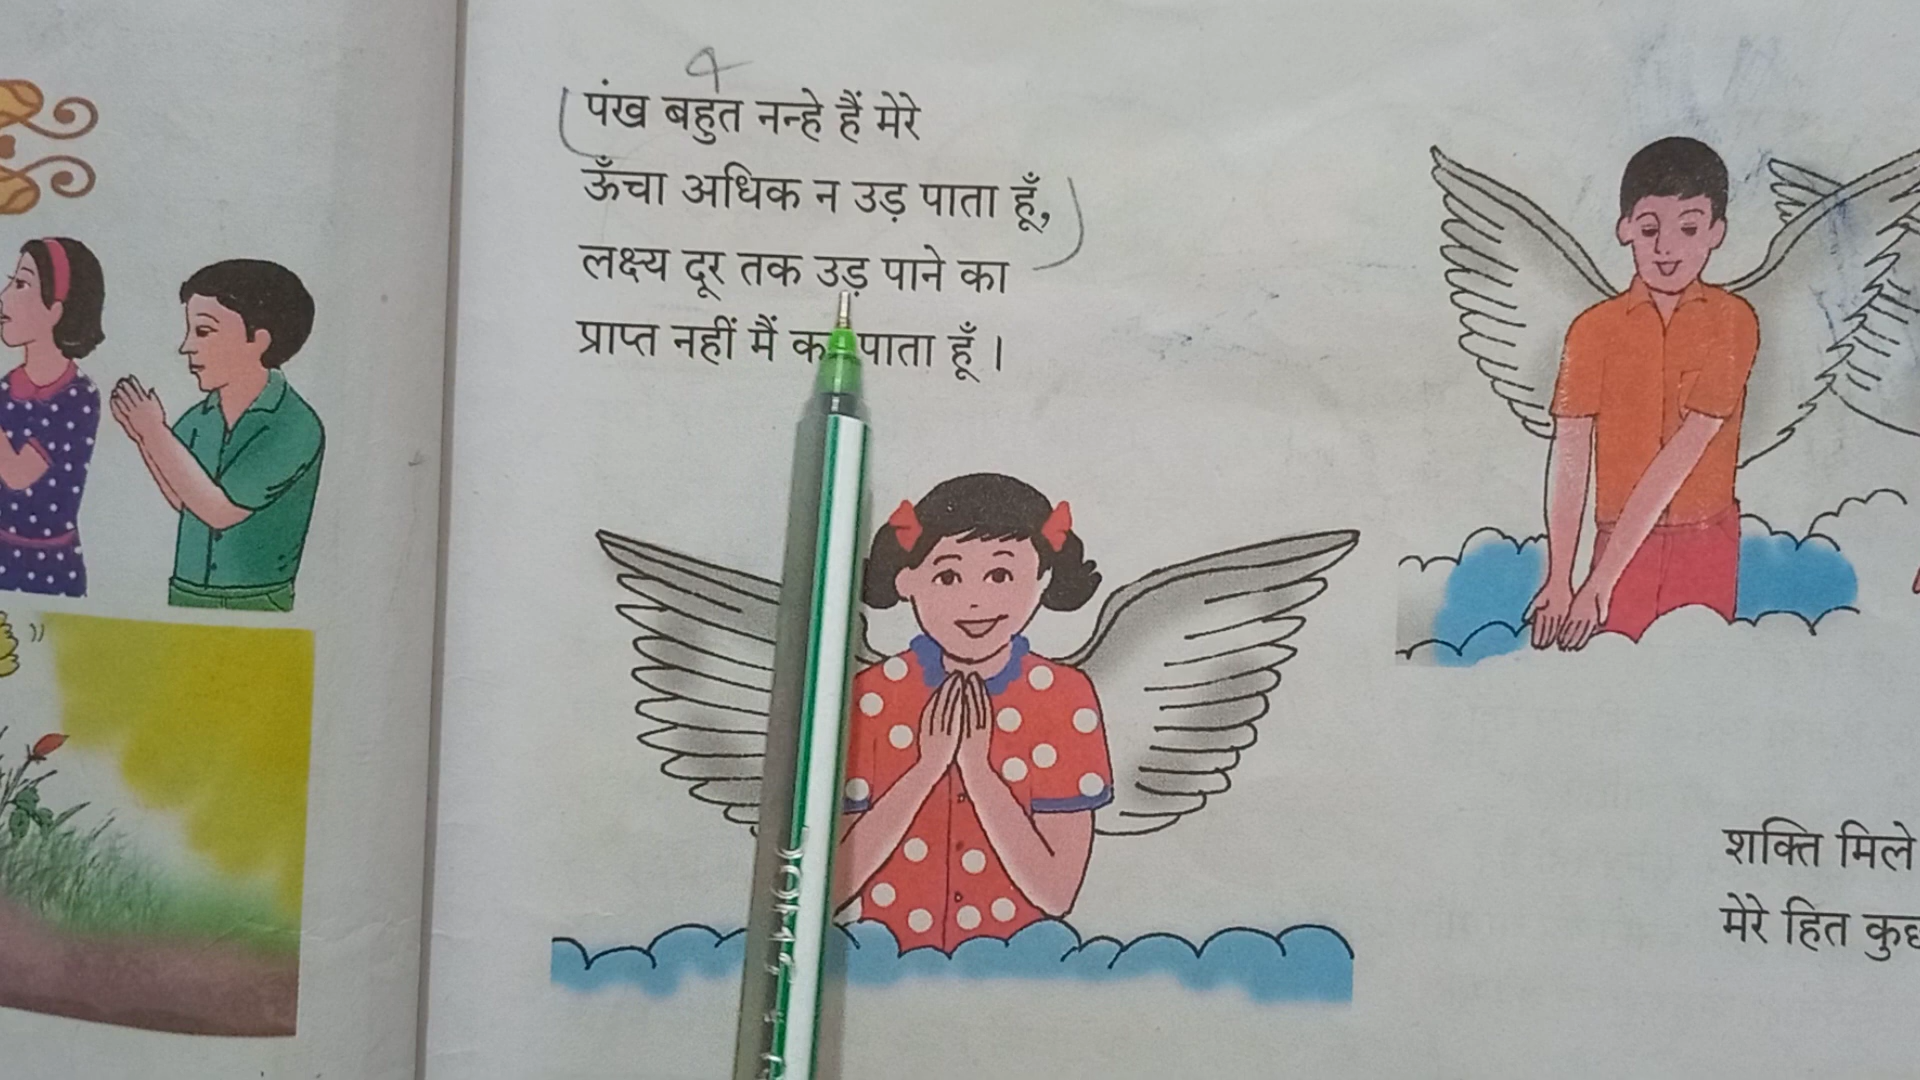 पंख बहुत नन्हे हैं मेरे
ऊँचा अधिक न उड़ पाता हूँ,
लक्ष्य दूर तक उड़ पाने का
प्राप्त नहीं मैं पाता हूँ ।
शक्ति मिले
मेरे हित